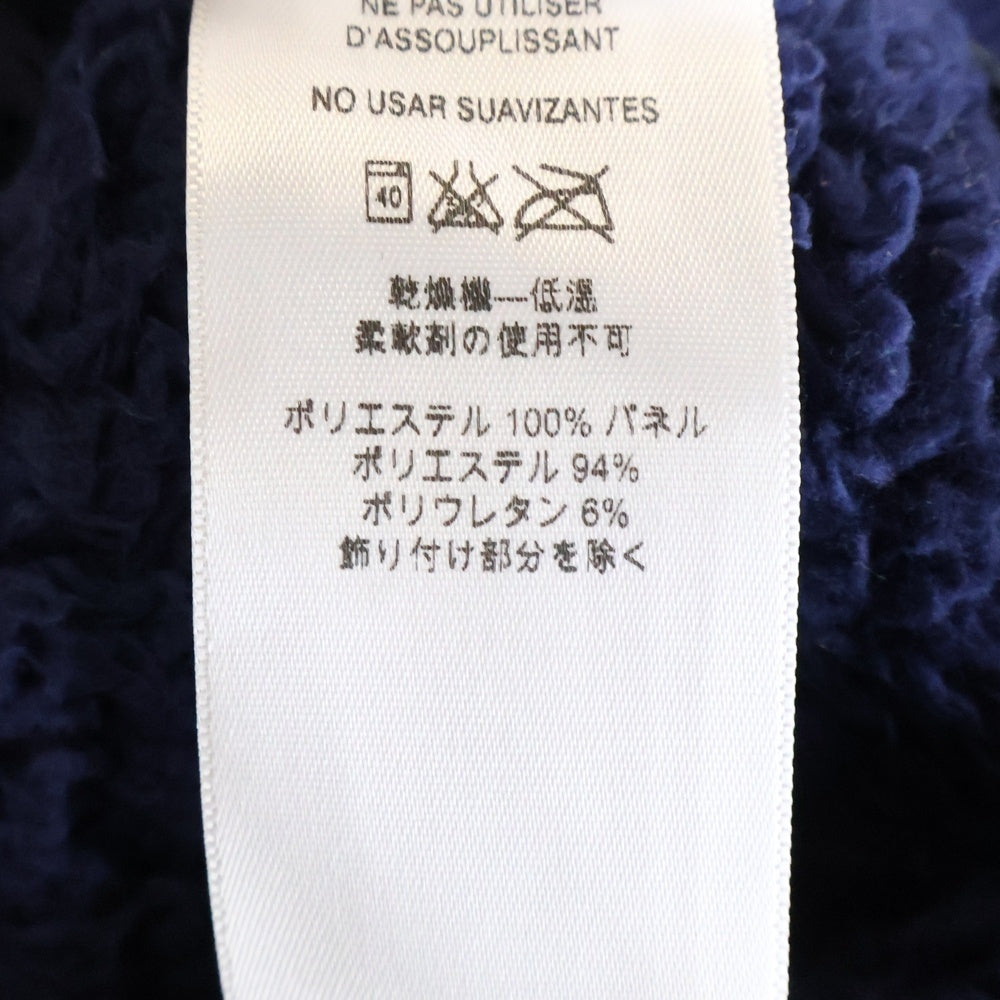 NE PAS UTILISER
D'ASSOUPLISSANT
NO USAR SUAVIZANTES
40
乾燥機—低温
柔軟剤の使用不可
ポリエステル 100% パネル
ポリエステル 94%
ポリウレタン 6%
飾り付け部分を除く